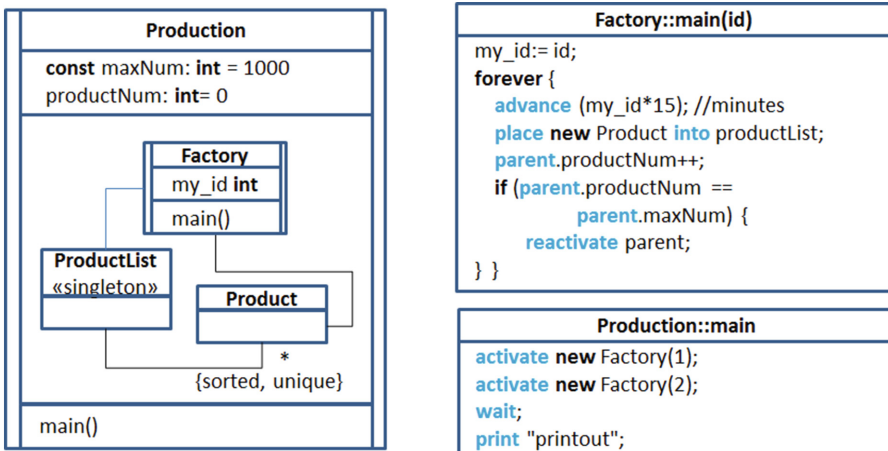 Production
const maxNum: int = 1000
productNum: int= 0
Factory
my_id int
main()
ProductList
«singleton»
Product
*
{sorted, unique}
main()
Factory::main(id)
my_id:= id;
forever {
advance (my_id*15); //minutes
place new Product into productList;
parent.productNum++;
if (parent.productNum ==
parent.maxNum) {
reactivate parent;
} }
Production::main
activate new Factory(1);
activate new Factory(2);
wait;
print "printout";